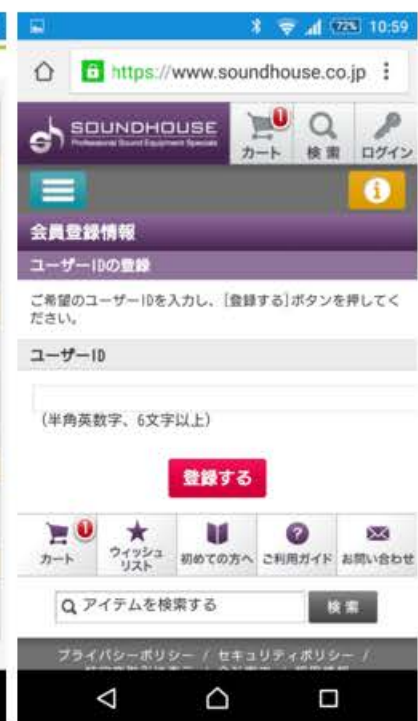 72% 10:59
https://www.soundhouse.co.jp
SOUNDHOUSE
Professional Sound Equipment Specials
1
カート
検索
ログイン
会員登録情報
ユーザーIDの登録
ご希望のユーザーIDを入力し、[登録する]ボタンを押してく
ださい。
ユーザーID
(半角英数字、6文字以上)
登録する
1
カート
ウィッシュ
リスト
初めての方へ
ご利用ガイド
お問い合わせ
アイテムを検索する
検索
プライバシーポリシー / セキュリティポリシー /